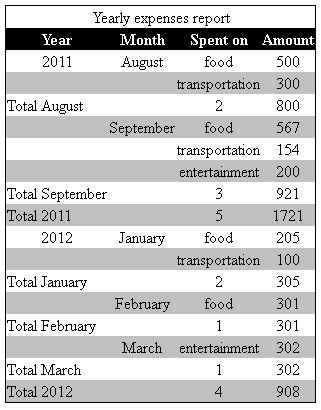 Yearly expenses report
Year Month Spent on Amount
2011 August food 500
transportation 300
Total August 2 800
September food 567
transportation 154
entertainment 200
Total September 3 921
Total 2011 5 1721
2012 January food 205
transportation 100
Total January 2 305
February food 301
Total February 1 301
March entertainment 302
Total March 1 302
Total 2012 4 908